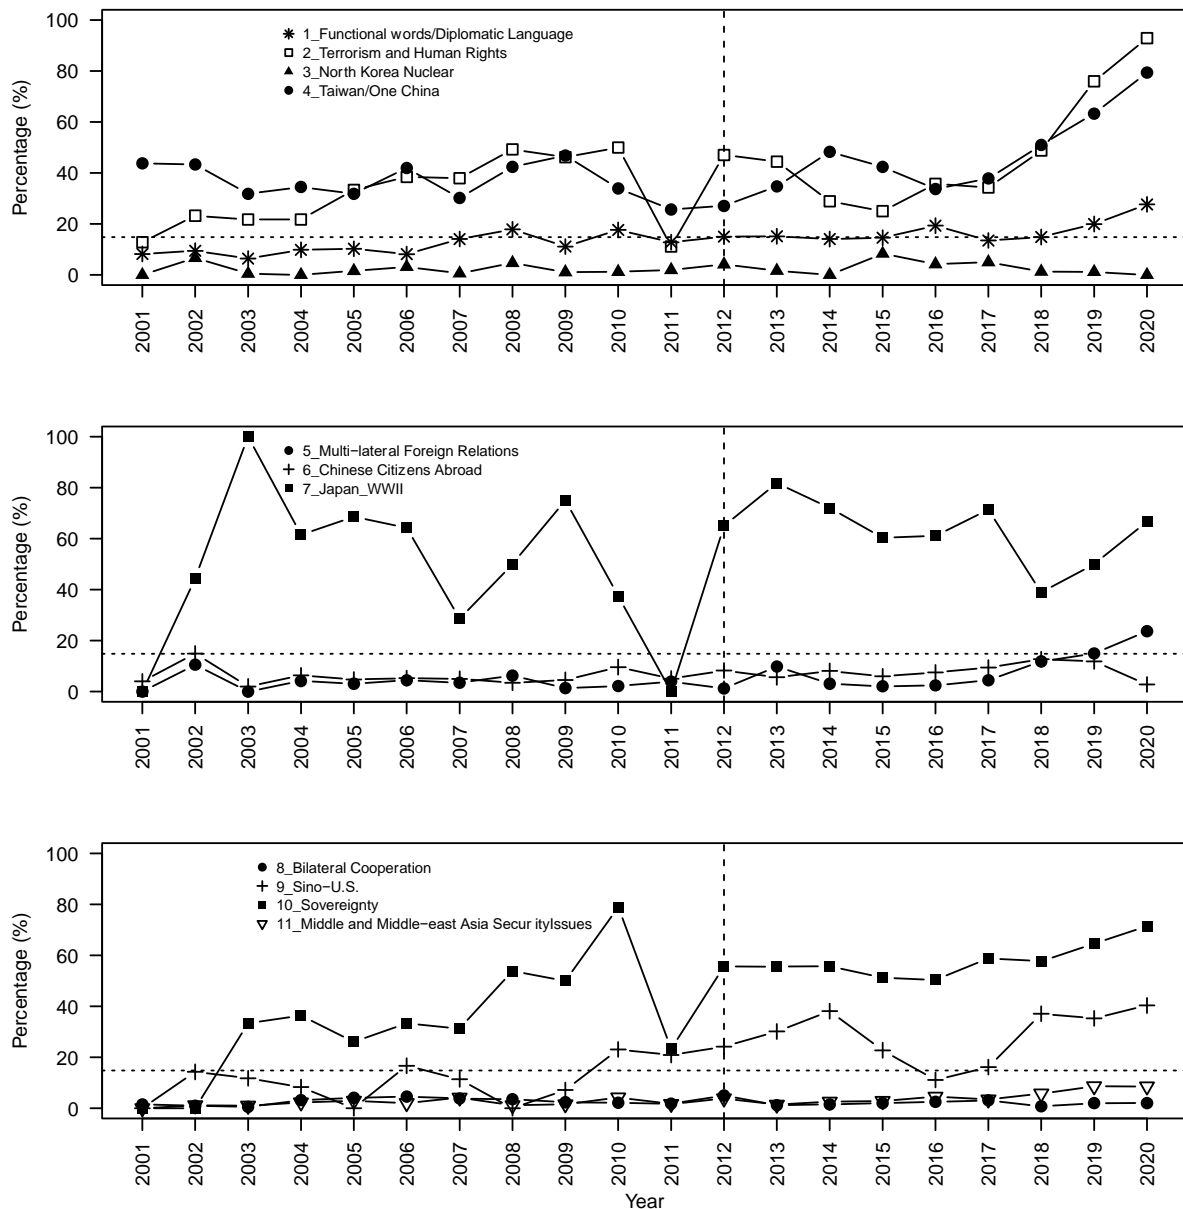 100
80
60
40
20
0
Percentage (%)
1_Functional words/Diplomatic Language
2_Terrorism and Human Rights
3_North Korea Nuclear
4_Taiwan/One China
2001 2002 2003 2004 2005 2006 2007 2008 2009 2010 2011 2012 2013 2014 2015 2016 2017 2018 2019 2020
100
80
60
40
20
0
Percentage (%)
5_Multi−lateral Foreign Relations
6_Chinese Citizens Abroad
7_Japan_WWII
2001 2002 2003 2004 2005 2006 2007 2008 2009 2010 2011 2012 2013 2014 2015 2016 2017 2018 2019 2020
100
80
60
40
20
0
Percentage (%)
8_Bilateral Cooperation
9_Sino−U.S.
10_Sovereignty
11_Middle and Middle−east Asia Secur ityIssues
2001 2002 2003 2004 2005 2006 2007 2008 2009 2010 2011 2012 2013 2014 2015 2016 2017 2018 2019 2020
Year